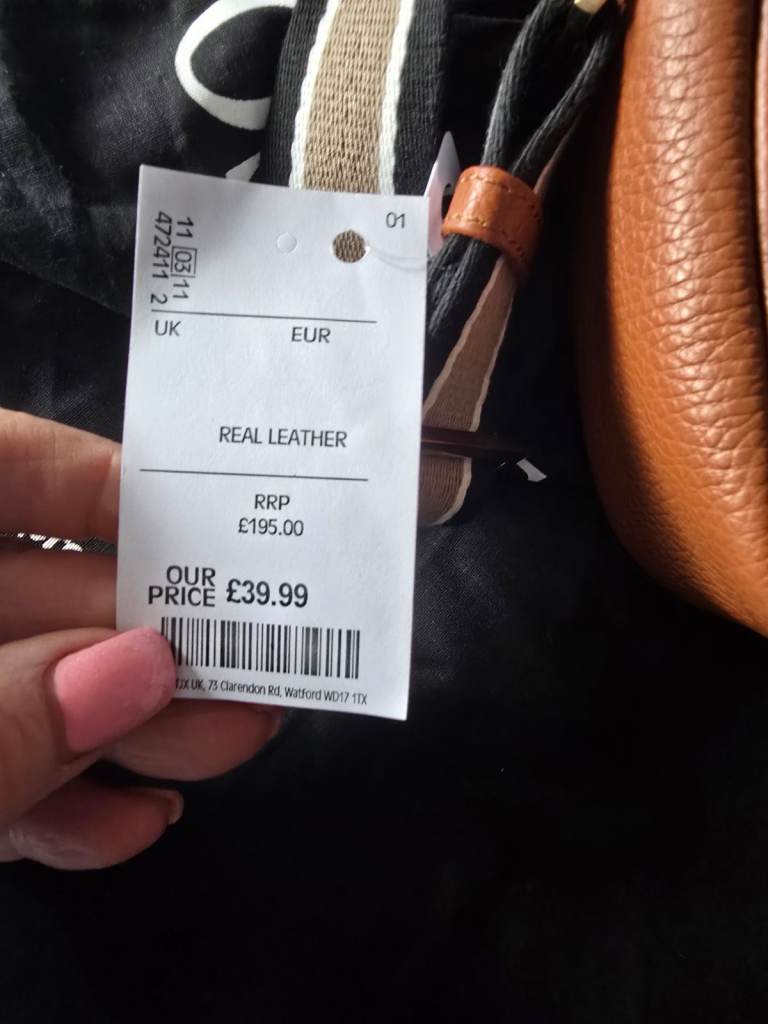 01
11 03 11
472411 2
UK EUR
REAL LEATHER
RRP
£195.00
OUR
PRICE £39.99
TJX UK, 73 Clarendon Rd, Watford WD17 1TX